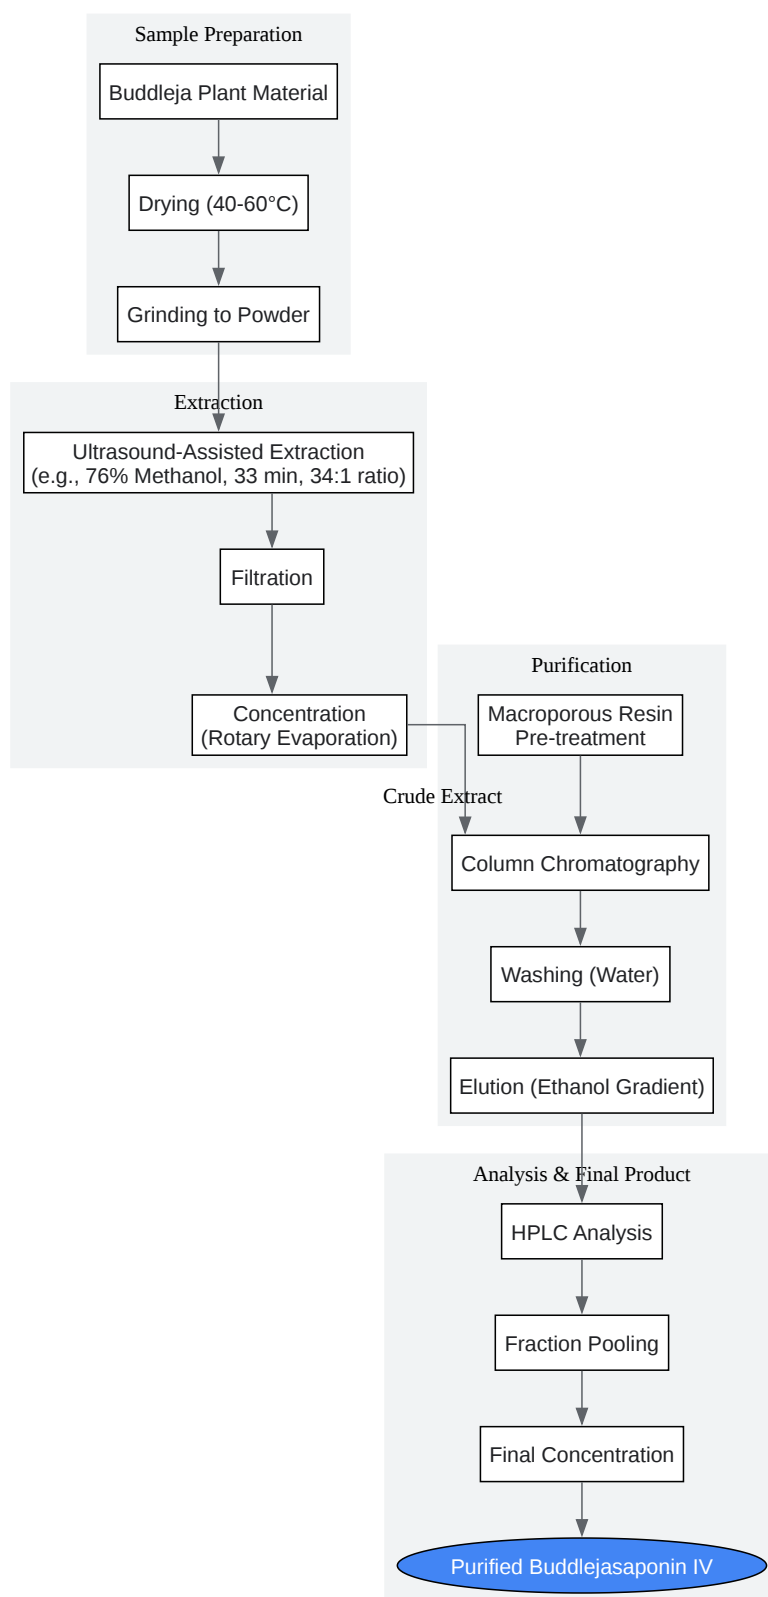 Sample Preparation
Buddleja Plant Material
Drying (40-60°C)
Grinding to Powder
Extraction
Ultrasound-Assisted Extraction
(e.g., 76% Methanol, 33 min, 34:1 ratio)
Filtration
Concentration
(Rotary Evaporation)
Purification
Macroporous Resin
Pre-treatment
Crude Extract
Column Chromatography
Washing (Water)
Elution (Ethanol Gradient)
Analysis & Final Product
HPLC Analysis
Fraction Pooling
Final Concentration
Purified Buddlejasaponin IV